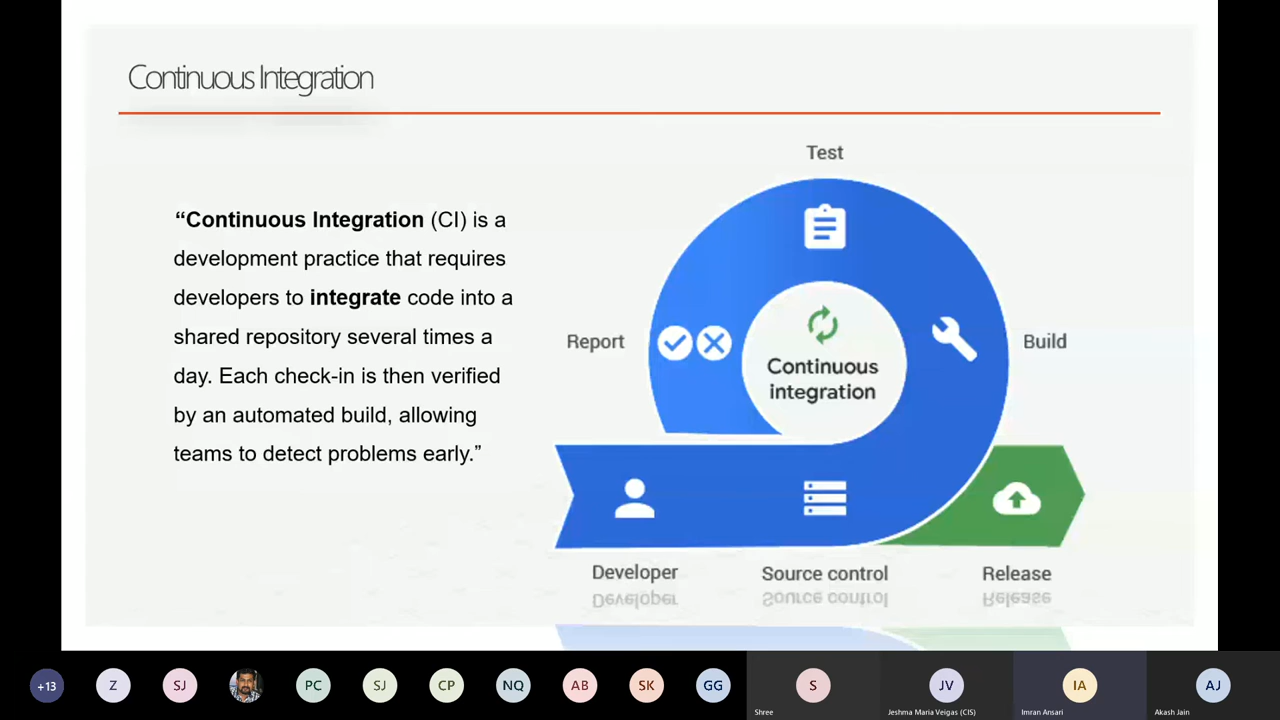 Continuous Integration
Test
“Continuous Integration (CI) is a
development practice that requires
developers to integrate code into a
shared repository several times a
day. Each check-in is then verified
by an automated build, allowing
teams to detect problems early.”
Report
Continuous
integration
Build
Developer
Source control
Release
+13
Z
SJ
PC
SJ
CP
NQ
AB
SK
GG
S
Shree
JV
Jeshma Maria Veigas (CIS)
IA
Imran Ansari
AJ
Akash Jain